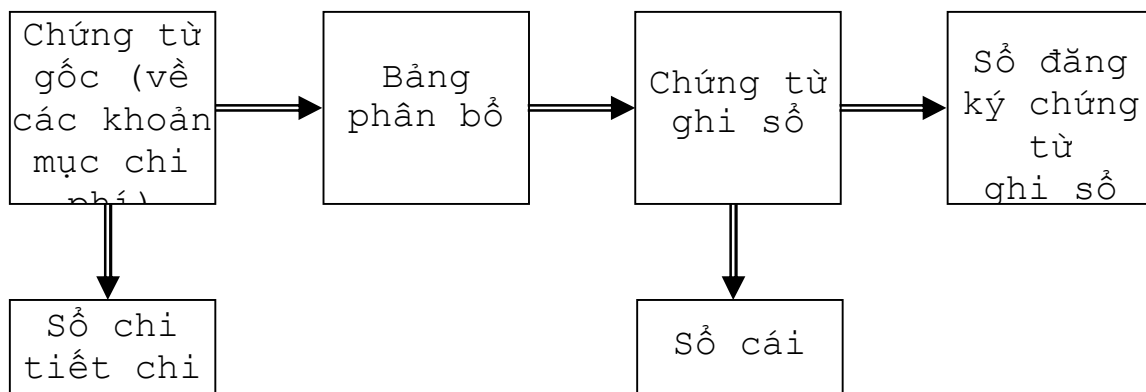 Chứng từ
gốc (về
các khoản
mục chi
phí)
Bảng
phân bổ
Chứng từ
ghi sổ
Sổ đăng
ký chứng
từ
ghi sổ
Sổ chi
tiết chi
Sổ cái